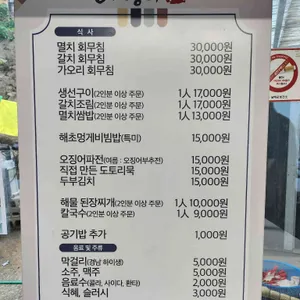 식 사
멸치 회무침 30,000원
갈치 회무침 30,000원
가오리 회무침 30,000원
생선구이(2인분 이상 주문) 1人 17,000원
갈치조림(2인분 이상 주문) 1人 17,000원
멸치쌈밥(2인분 이상 주문) 1人 13,000원
해초멍게비빔밥(특미) 15,000원
오징어파전(여름 : 오징어부추전) 15,000원
직접 만든 도토리묵 15,000원
두부김치 15,000원
해물 된장찌개(2인분 이상 주문) 1人 10,000원
칼국수(2인분 이상 주문) 1人 9,000원
공기밥 추가 1,000원
음료 및 주류
막걸리(경남 하이생) 5,000원
소주, 맥주 5,000원
음료수(콜라, 사이다, 환타) 2,000원
식혜, 슬러시 3,000원